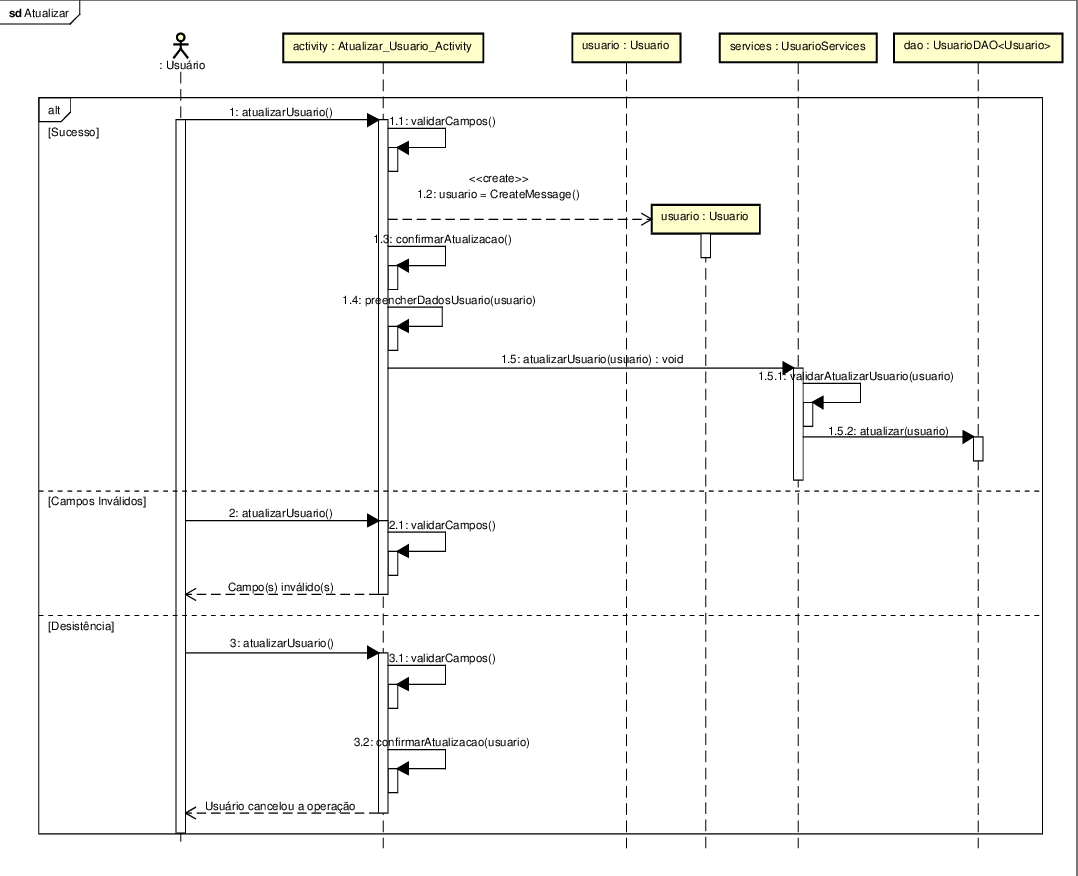 sd Atualizar
: Usuário
activity : Atualizar_Usuario_Activity
usuario : Usuario
services : UsuarioServices
dao : UsuarioDAO<Usuario>
alt
[Sucesso]
1: atualizarUsuario()
1.1: validarCampos()
<<create>>
1.2: usuario = CreateMessage()
usuario : Usuario
1.3: confirmarAtualizacao()
1.4: preencherDadosUsuario(usuario)
1.5: atualizarUsuario(usuario) : void
1.5.1: validarAtualizarUsuario(usuario)
1.5.2: atualizar(usuario)
[Campos Inválidos]
2: atualizarUsuario()
2.1: validarCampos()
Campo(s) inválido(s)
[Desistência]
3: atualizarUsuario()
3.1: validarCampos()
3.2: confirmarAtualizacao(usuario)
Usuário cancelou a operação